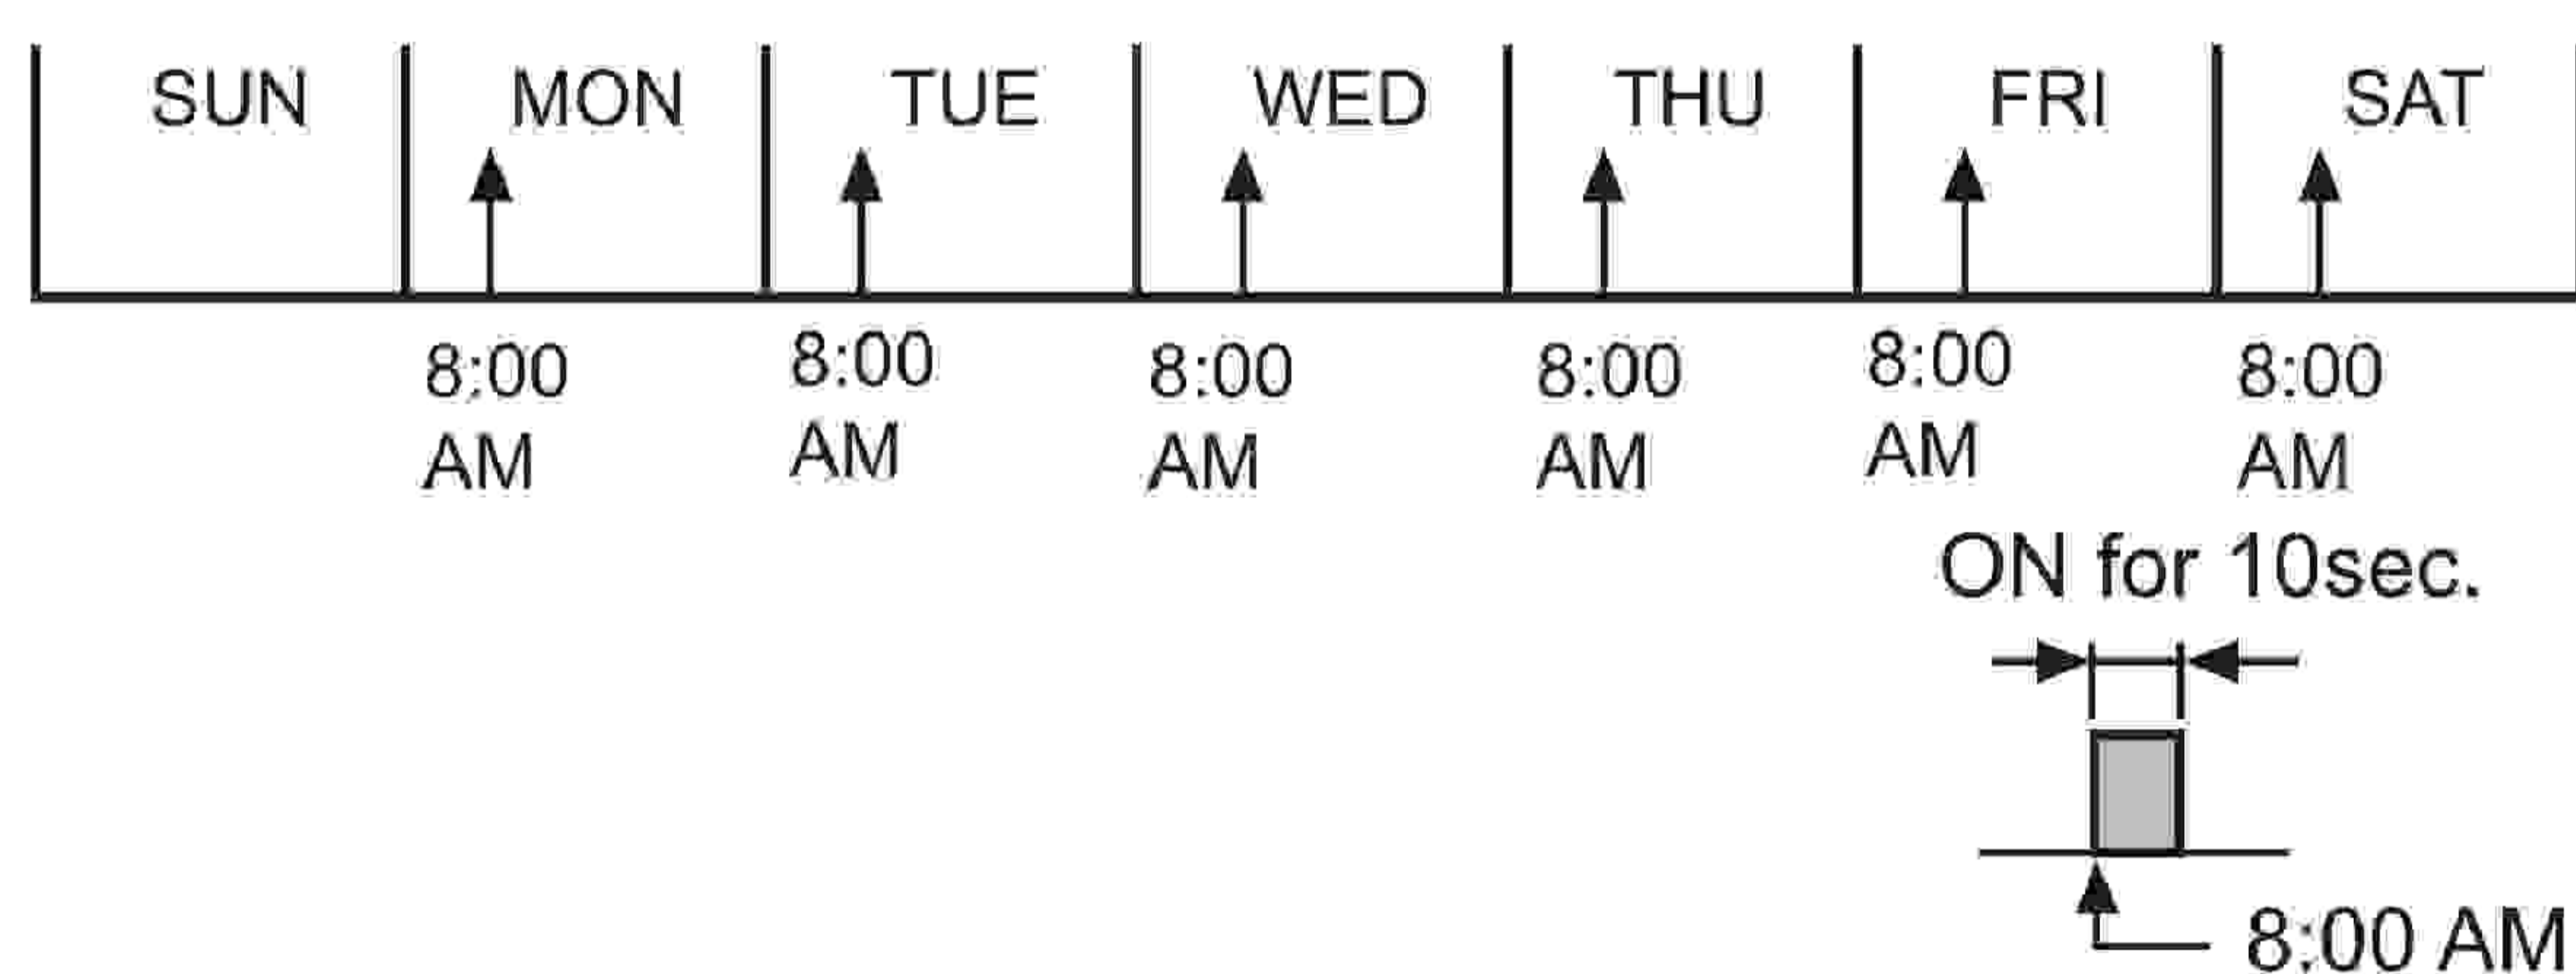 SUN MON TUE WED THU FRI SAT
8:00 8:00 8:00 8:00 8:00 8:00
AM AM AM AM AM AM
ON for 10sec.
8:00 AM